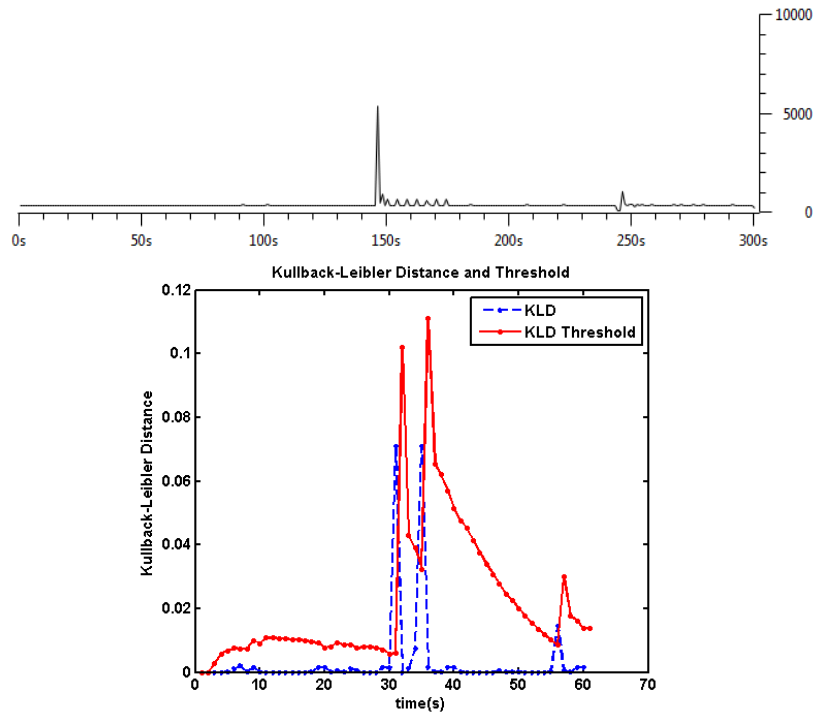 10000
5000
0
0s 50s 100s 150s 200s 250s 300s
Kullback-Leibler Distance and Threshold
0.12
0.1
0.08
0.06
0.04
0.02
0
Kullback-Leibler Distance
KLD
KLD Threshold
0 10 20 30 40 50 60 70
time(s)